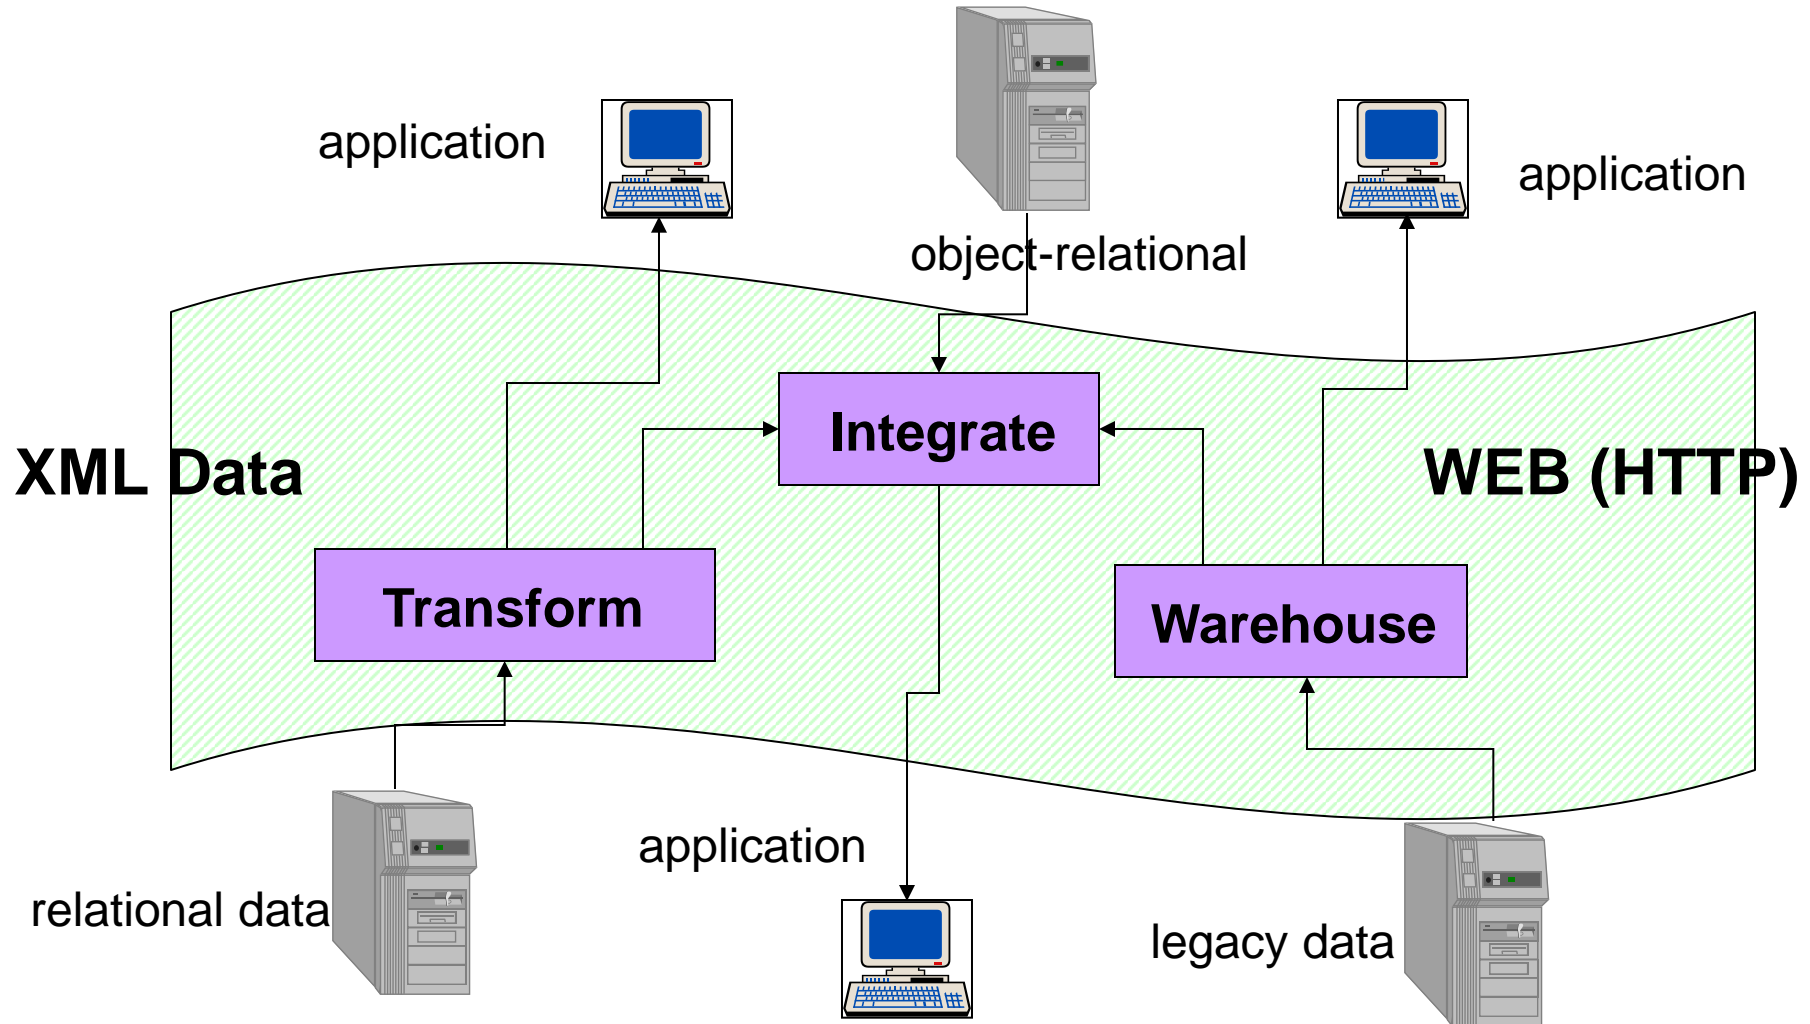 application
application
object-relational
Integrate
XML Data
WEB (HTTP)
Transform
Warehouse
application
relational data
legacy data